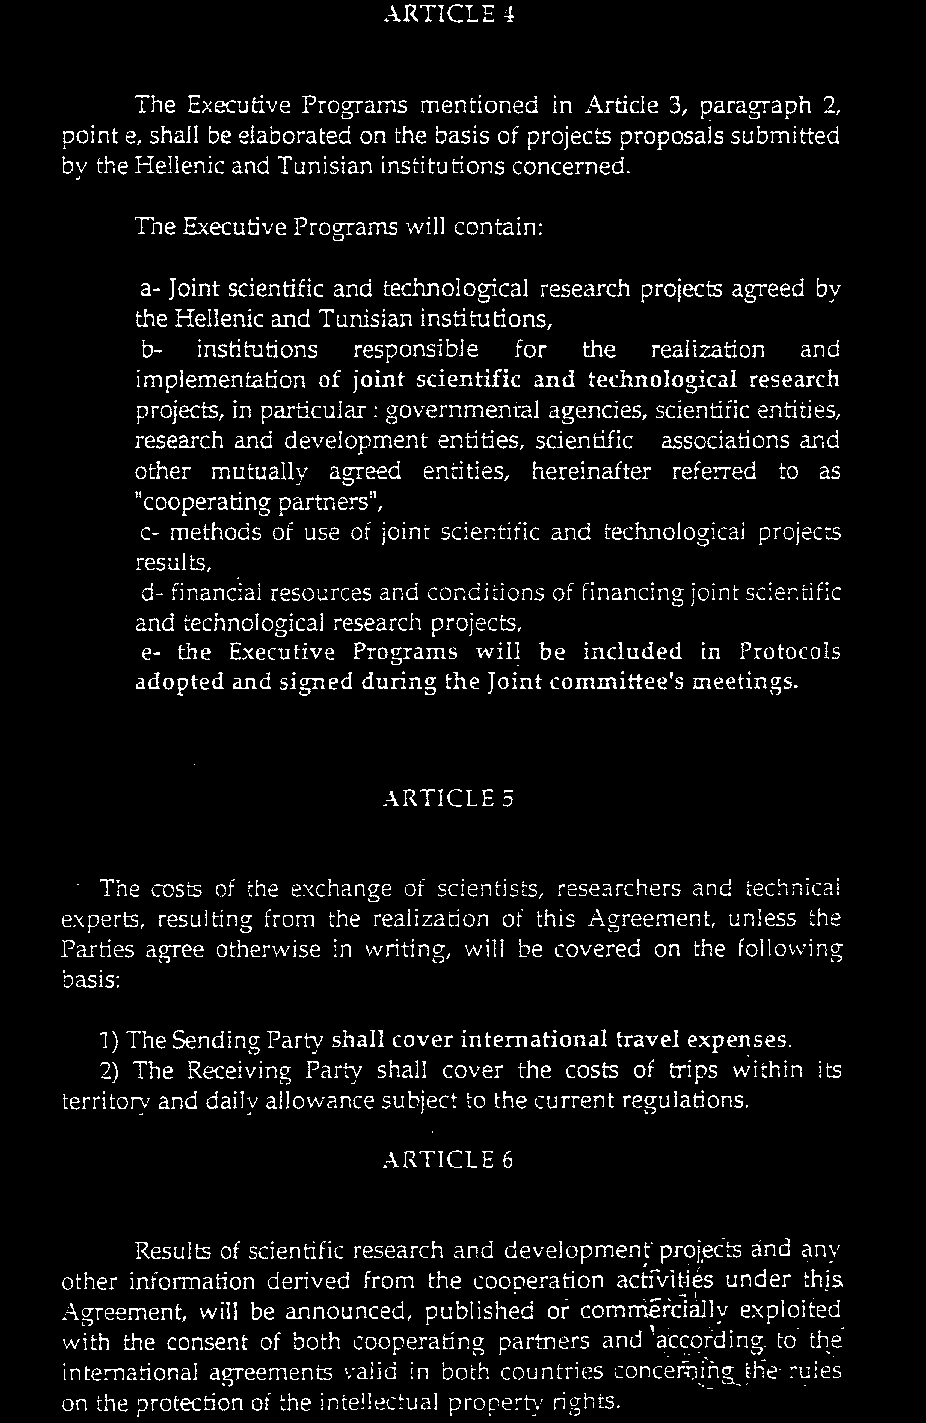 ARTICLE 4
The Executive Programs mentioned in Article 3, paragraph 2,
point e, shall be elaborated on the basis of projects proposals submitted
by the Hellenic and Tunisian institutions concerned.
The Executive Programs will contain:
a- Joint scientific and technological research projects agreed by
the Hellenic and Tunisian institutions,
b- institutions responsible for the realization and
implementation of joint scientific and technological research
projects, in particular : governmental agencies, scientific entities,
research and development entities, scientific associations and
other mutually agreed entities, hereinafter referred to as
"cooperating partners",
c- methods of use of joint scientific and technological projects
results,
d- financial resources and conditions of financing joint scientific
and technological research projects,
e- the Executive Programs will be included in Protocols
adopted and signed during the Joint committee's meetings.
ARTICLE 5
The costs of the exchange of scientists, researchers and technical
experts, resulting from the realization of this Agreement, unless the
Parties agree otherwise in writing, will be covered on the following
basis:
1) The Sending Party shall cover international travel expenses.
2) The Receiving Party shall cover the costs of trips within its
territory and daily allowance subject to the current regulations.
ARTICLE 6
Results of scientific research and development projects and any
other information derived from the cooperation activities under this
Agreement, will be announced, published or commercially exploited
with the consent of both cooperating partners and according to the
international agreements valid in both countries concerning the rules
on the protection of the intellectual property rights.